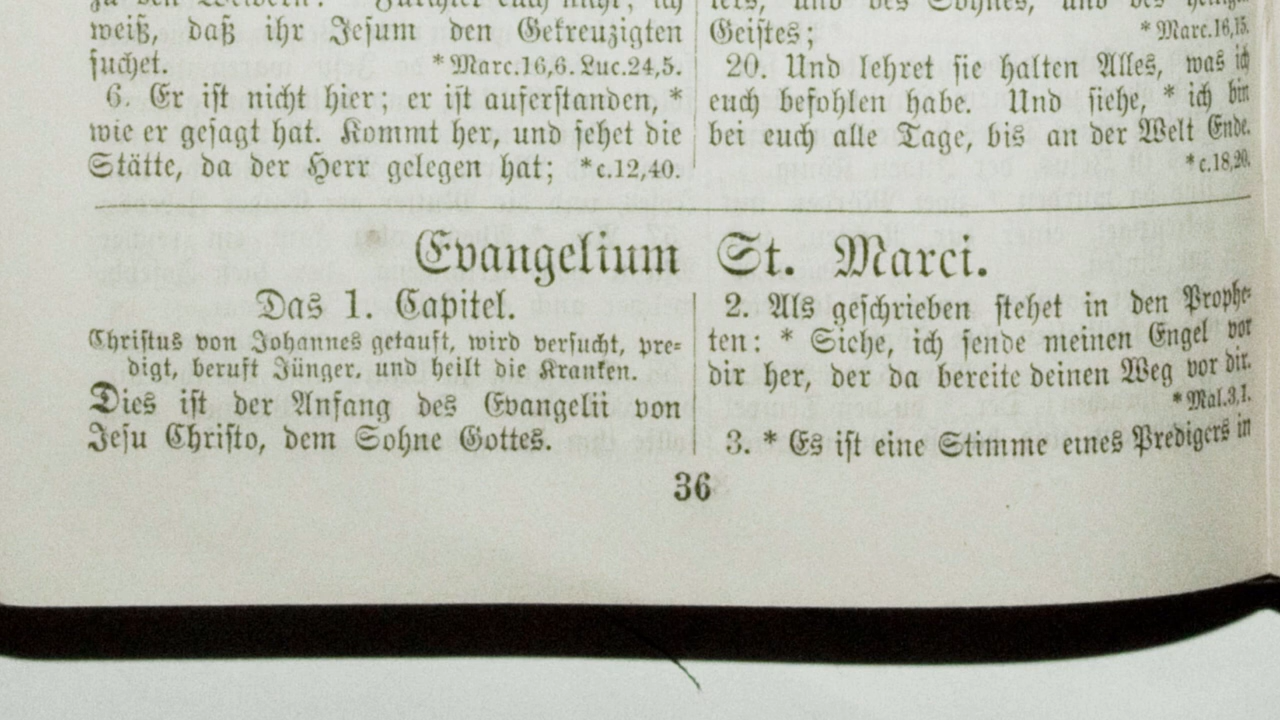 weiß, daß ihr Jesum den Gekreuzigten
suchet. * Marc.16,6. Luc.24,5.
6. Er ist nicht hier; er ist auferstanden, *
wie er gesagt hat. Kommt her, und sehet die
Stätte, da der Herr gelegen hat; * c.12,40.
Geistes; * Marc.16,15.
20. Und lehret sie halten Alles, was ich
euch befohlen habe. Und siehe, * ich bin
bei euch alle Tage, bis an der Welt Ende.
* c.18,20.
Evangelium St. Marci.
Das 1. Capitel.
Christus von Johannes getauft, wird versucht, pre=
digt, beruft Jünger, und heilt die Kranken.
Dies ist der Anfang des Evangelii von
Jesu Christo, dem Sohne Gottes.
2. Als geschrieben stehet in den Prophe=
ten: * Siehe, ich sende meinen Engel vor
dir her, der da bereite deinen Weg vor dir.
* Mal.3,1.
3. * Es ist eine Stimme eines Predigers in
36